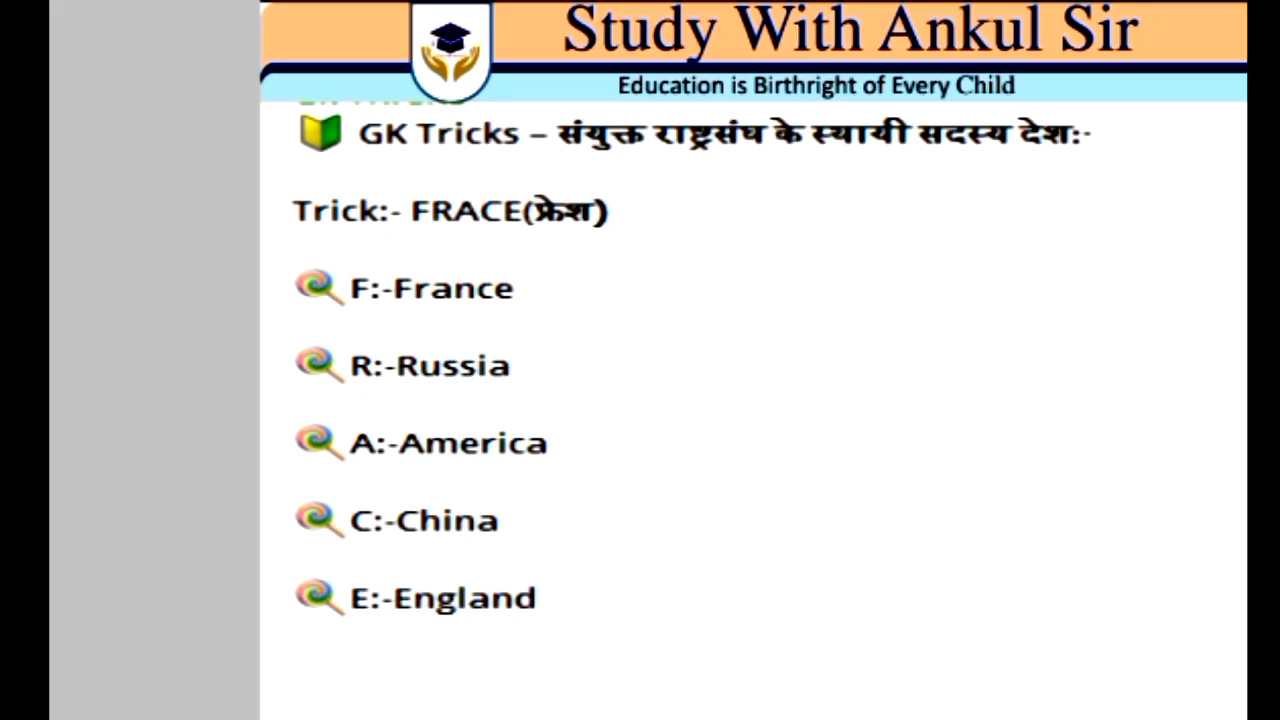 Study With Ankul Sir
Education is Birthright of Every Child
GK Tricks – संयुक्त राष्ट्रसंघ के स्थायी सदस्य देश:-
Trick:- FRACE(फ्रेश)
F:-France
R:-Russia
A:-America
C:-China
E:-England